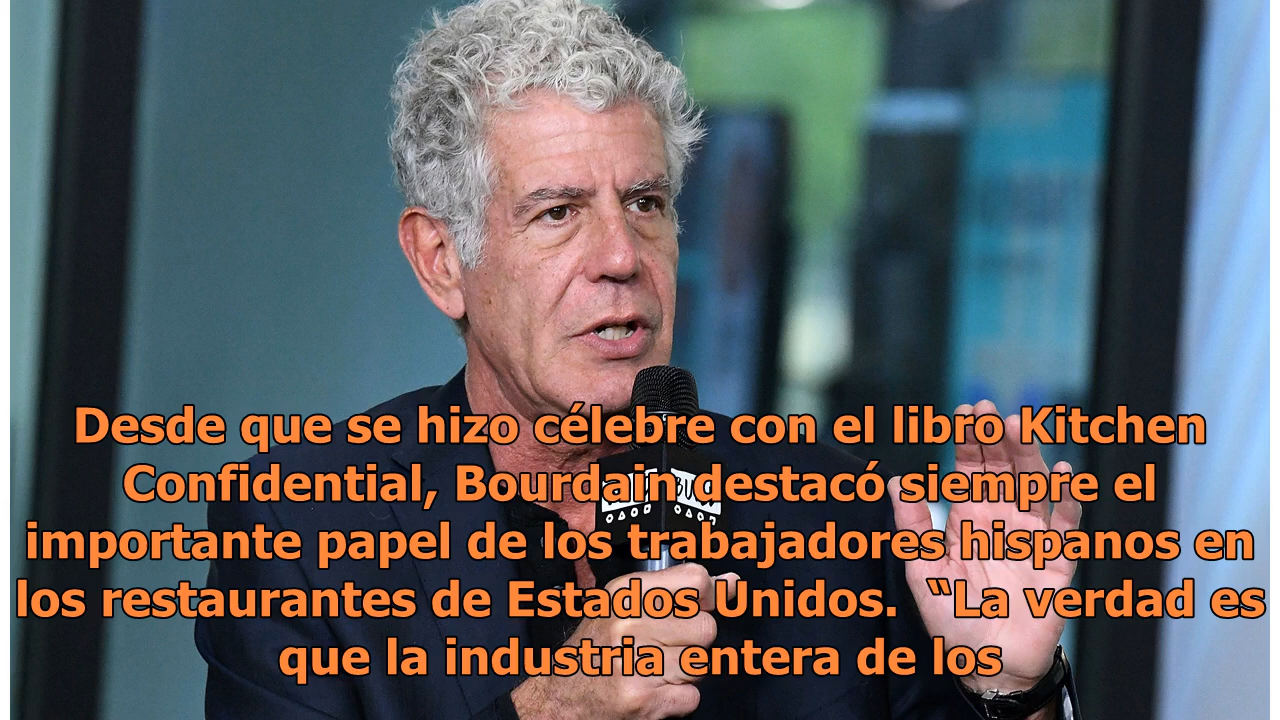 Desde que se hizo célebre con el libro Kitchen
Confidential, Bourdain destacó siempre el
importante papel de los trabajadores hispanos en
los restaurantes de Estados Unidos.  “La verdad es
que la industria entera de los